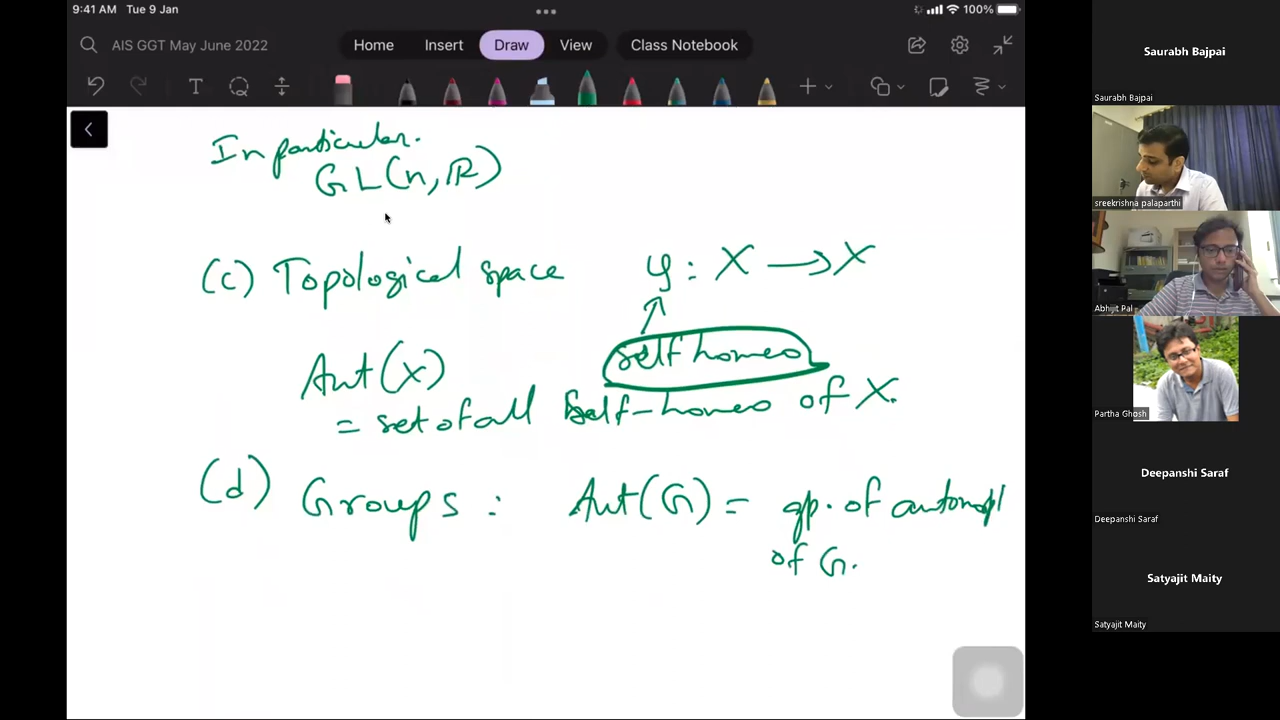 9:41 AM Tue 9 Jan
100%
AIS GGT May June 2022
Home Insert Draw View Class Notebook
In particular.
GL(n, ℝ)
(c) Topological space φ : X → X
self homeo
Aut(X)
= set of all self-homeo of X.
(d) Groups : Aut(G) = gp. of automorph
of G.
Saurabh Bajpai
Saurabh Bajpai
sreekrishna palaparthi
Abhijit Pal
Partha Ghosh
Deepanshi Saraf
Deepanshi Saraf
Satyajit Maity
Satyajit Maity